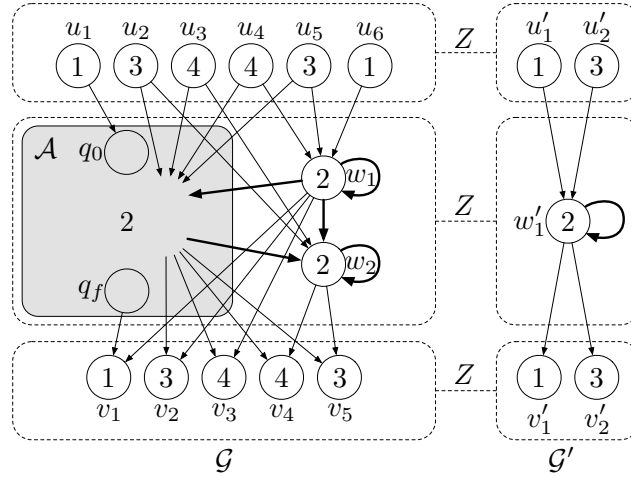 u₁ u₂ u₃ u₄ u₅ u₆ Z u′₁ u′₂
1 3 4 4 3 1 1 3
𝒜 q₀ 2 w₁ Z w′₁ 2
2
q_f 2 w₂
1 3 4 4 3 Z 1 3
v₁ v₂ v₃ v₄ v₅ v′₁ v′₂
𝒢 𝒢′